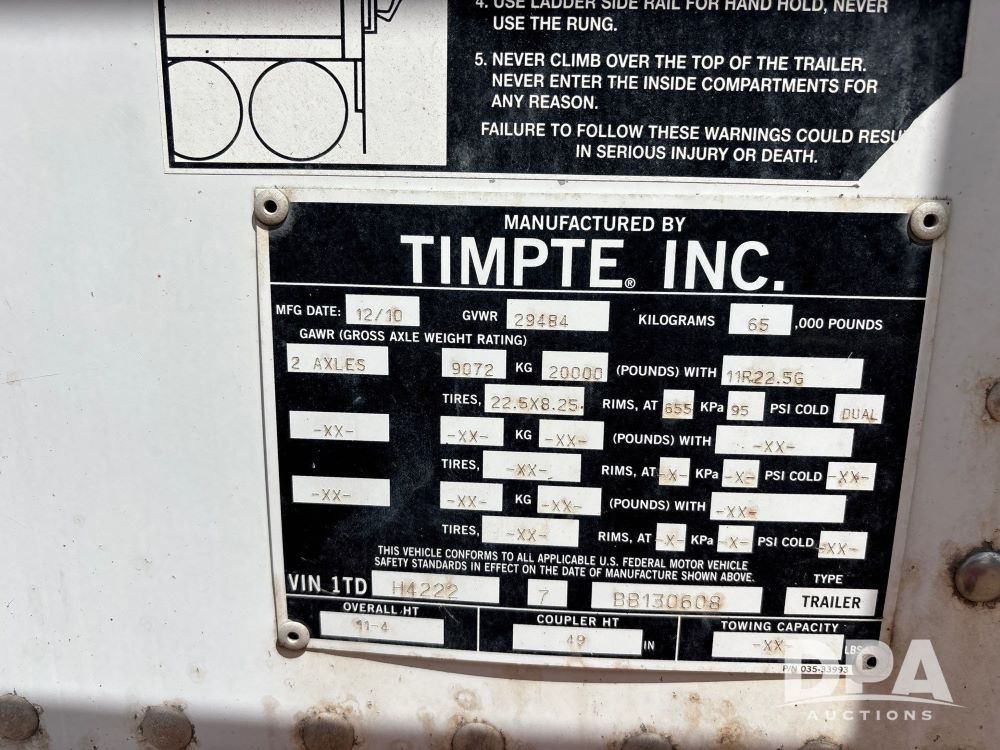 4. USE LADDER SIDE RAIL FOR HAND HOLD, NEVER
USE THE RUNG.
5. NEVER CLIMB OVER THE TOP OF THE TRAILER.
NEVER ENTER THE INSIDE COMPARTMENTS FOR
ANY REASON.
FAILURE TO FOLLOW THESE WARNINGS COULD RESU
IN SERIOUS INJURY OR DEATH.
MANUFACTURED BY
TIMPTE® INC.
MFG DATE: 12/10 GVWR 29484 KILOGRAMS 65 ,000 POUNDS
GAWR (GROSS AXLE WEIGHT RATING)
2 AXLES 9072 KG 20000 (POUNDS) WITH 11R22.5G
TIRES, 22.5X8.25. RIMS, AT 655 KPa 95 PSI COLD DUAL
-XX- -XX- KG -XX- (POUNDS) WITH -XX-
TIRES, -XX- RIMS, AT -X- KPa -X- PSI COLD -XX-
-XX- -XX- KG -XX- (POUNDS) WITH -XX-
TIRES, -XX- RIMS, AT -X- KPa -X- PSI COLD -XX-
THIS VEHICLE CONFORMS TO ALL APPLICABLE U.S. FEDERAL MOTOR VEHICLE
SAFETY STANDARDS IN EFFECT ON THE DATE OF MANUFACTURE SHOWN ABOVE.
TYPE
VIN 1TD H4222 7 BB130608 TRAILER
OVERALL HT COUPLER HT TOWING CAPACITY
11-4 49 IN -XX- LBS
P/N 035-33993
DPA
AUCTIONS